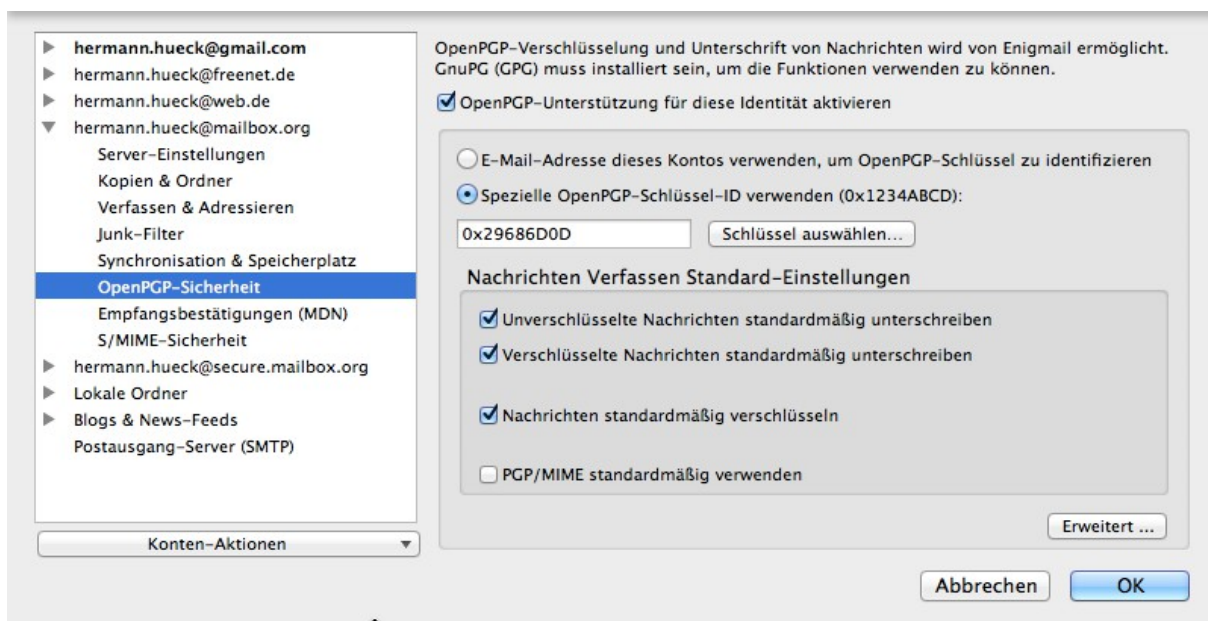 hermann.hueck@gmail.com
hermann.hueck@freenet.de
hermann.hueck@web.de
hermann.hueck@mailbox.org
Server-Einstellungen
Kopien & Ordner
Verfassen & Adressieren
Junk-Filter
Synchronisation & Speicherplatz
OpenPGP-Sicherheit
Empfangsbestätigungen (MDN)
S/MIME-Sicherheit
hermann.hueck@secure.mailbox.org
Lokale Ordner
Blogs & News-Feeds
Postausgang-Server (SMTP)
Konten-Aktionen
OpenPGP-Verschlüsselung und Unterschrift von Nachrichten wird von Enigmail ermöglicht.
GnuPG (GPG) muss installiert sein, um die Funktionen verwenden zu können.
OpenPGP-Unterstützung für diese Identität aktivieren
E-Mail-Adresse dieses Kontos verwenden, um OpenPGP-Schlüssel zu identifizieren
Spezielle OpenPGP-Schlüssel-ID verwenden (0x1234ABCD):
0x29686D0D
Schlüssel auswählen...
Nachrichten Verfassen Standard-Einstellungen
Unverschlüsselte Nachrichten standardmäßig unterschreiben
Verschlüsselte Nachrichten standardmäßig unterschreiben
Nachrichten standardmäßig verschlüsseln
PGP/MIME standardmäßig verwenden
Erweitert ...
Abbrechen
OK